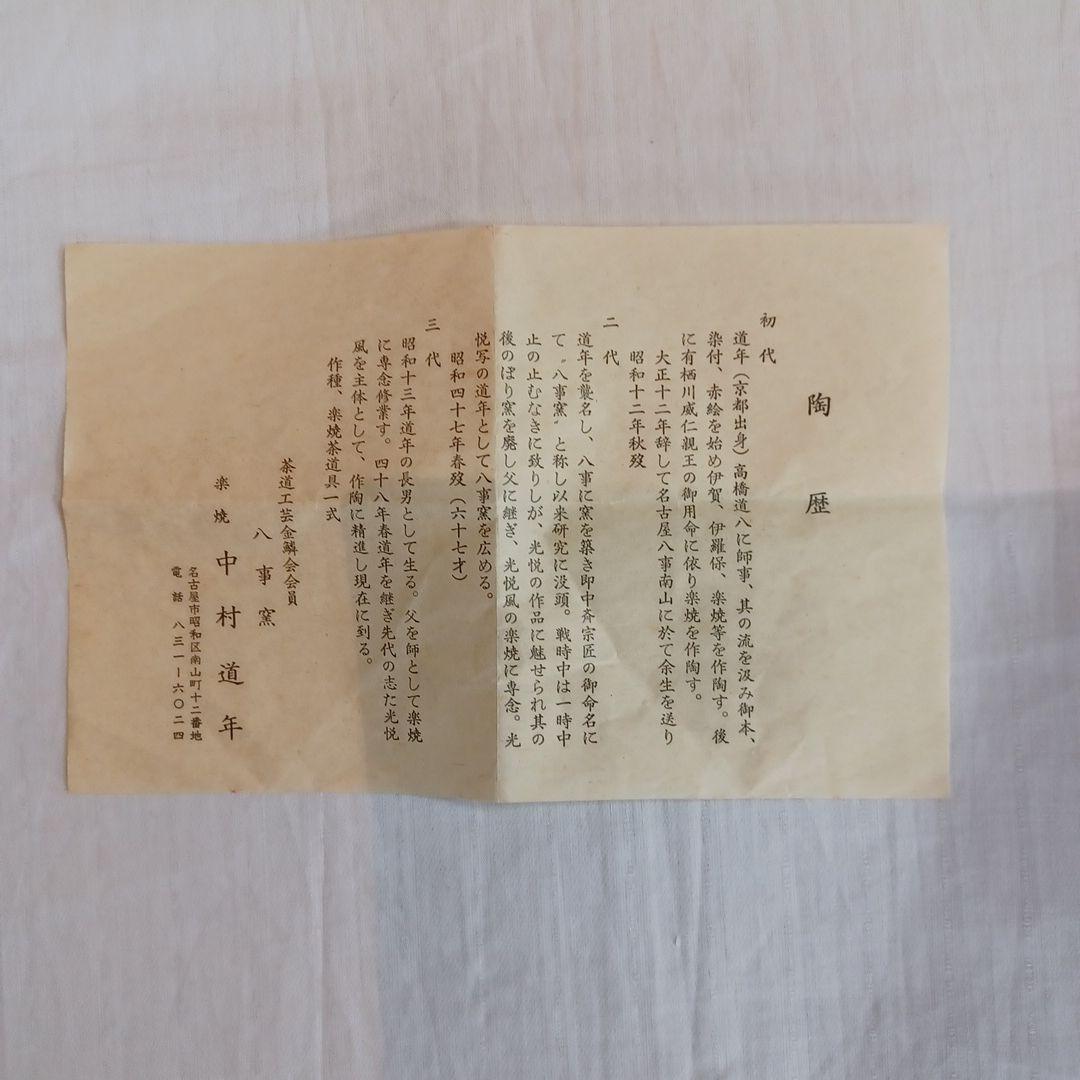 陶歴
初代
道年（京都出身）高橋道八に師事、其の流を汲み御本、
染付、赤絵を始め伊賀、伊羅保、楽焼等を作陶す。後
に有栖川威仁親王の御用命に依り楽焼を作陶す。
大正十二年辞して名古屋八事南山に於て余生を送り
昭和十二年秋歿
二代
道年を襲名し、八事に窯を築き即中斉宗匠の御命名に
て〝八事窯〟と称し以来研究に没頭。戦時中は一時中
止の止むなきに致りしが、光悦の作品に魅せられ其の
後のぼり窯を廃し父に継ぎ、光悦風の楽焼に専念。光
悦写の道年として八事窯を広める。
昭和四十七年春歿（六十七才）
三代
昭和十三年道年の長男として生る。父を師として楽焼
に専念修業す。四十八年春道年を継ぎ先代の志た光悦
風を主体として、作陶に精進し現在に到る。
作種、楽焼茶道具一式
茶道工芸金鱗会会員
八事窯
楽焼 中村道年
名古屋市昭和区南山町十二番地
電話 八三一ー六〇二四